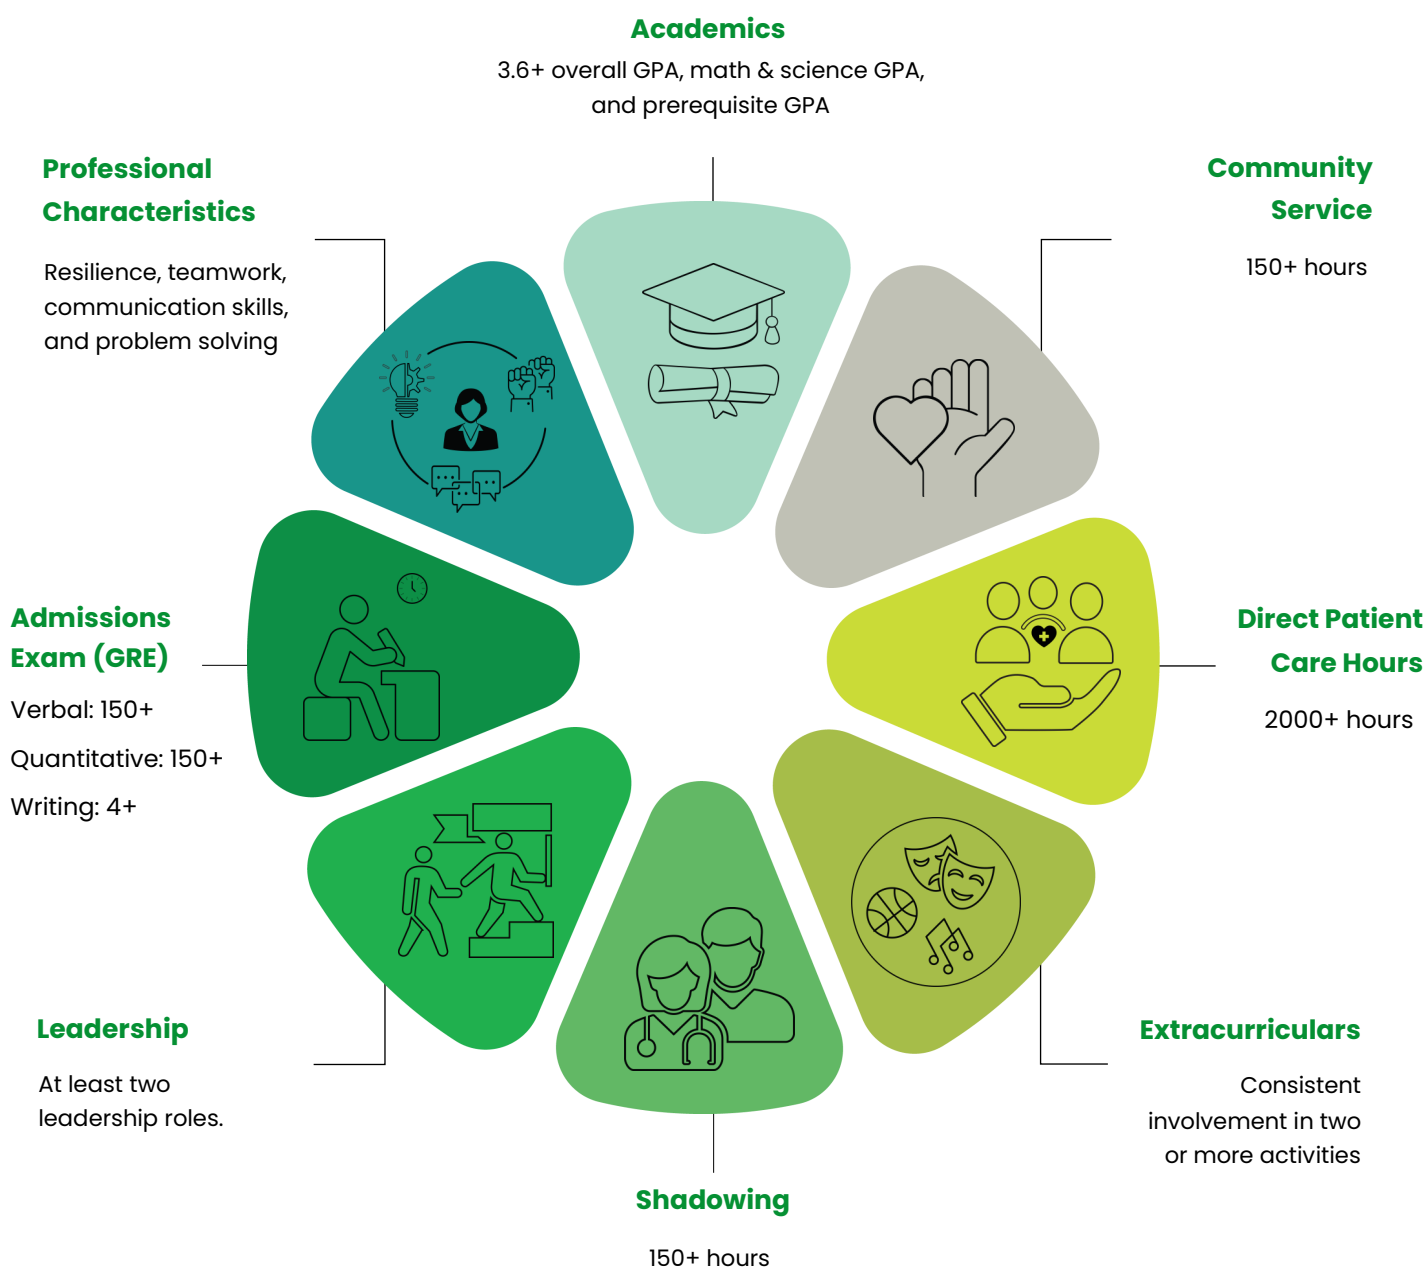 Academics
3.6+ overall GPA, math & science GPA,
and prerequisite GPA
Professional
Characteristics
Resilience, teamwork,
communication skills,
and problem solving
Community
Service
150+ hours
Admissions
Exam (GRE)
Verbal: 150+
Quantitative: 150+
Writing: 4+
Direct Patient
Care Hours
2000+ hours
Leadership
At least two
leadership roles.
Extracurriculars
Consistent
involvement in two
or more activities
Shadowing
150+ hours